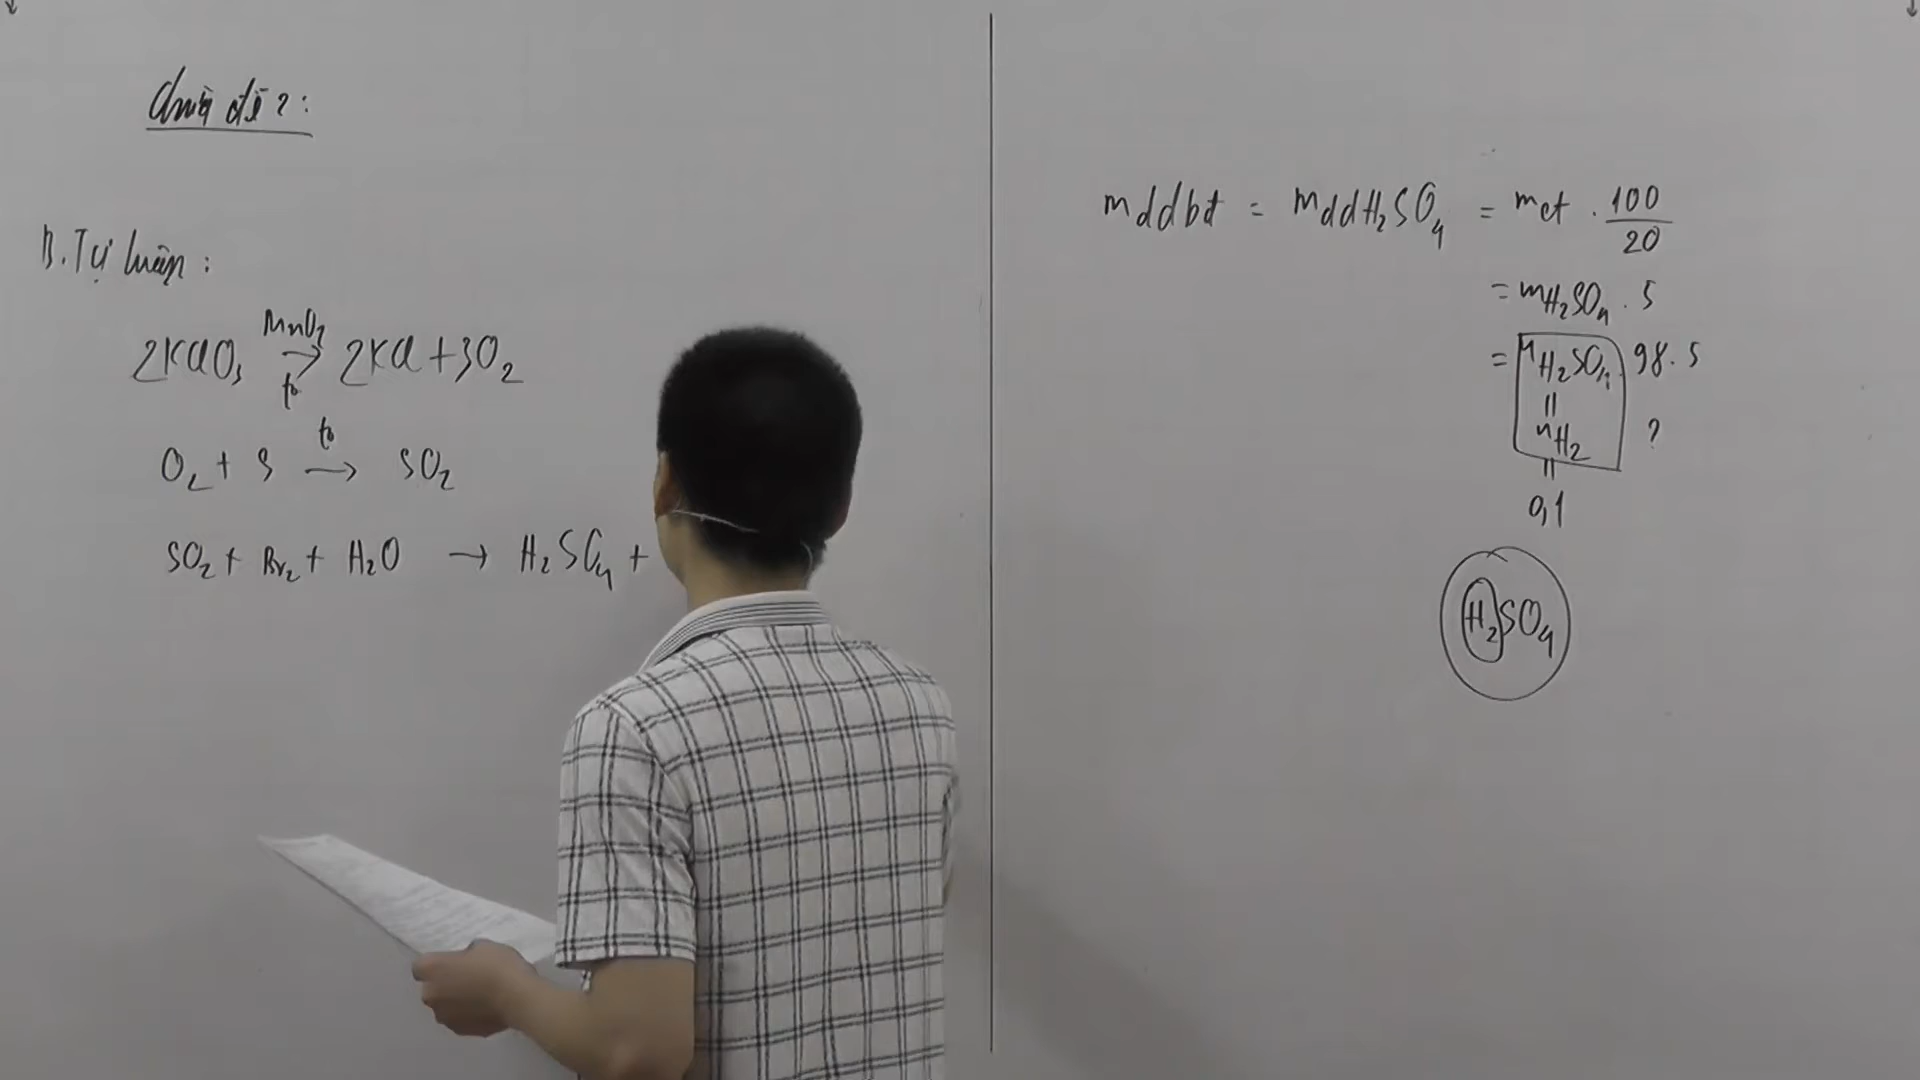 Chữa đề 2:
B. Tự luận:
2KClO₃ MnO₂ → t° 2KCl + 3O₂
O₂ + S t° → SO₂
SO₂ + Br₂ + H₂O → H₂SO₄ +
mddbđ = mddH₂SO₄ = mct . 100/20
= mH₂SO₄ . 5
= nH₂SO₄ . 98 . 5
||
nH₂ ?
||
0,1
H₂SO₄